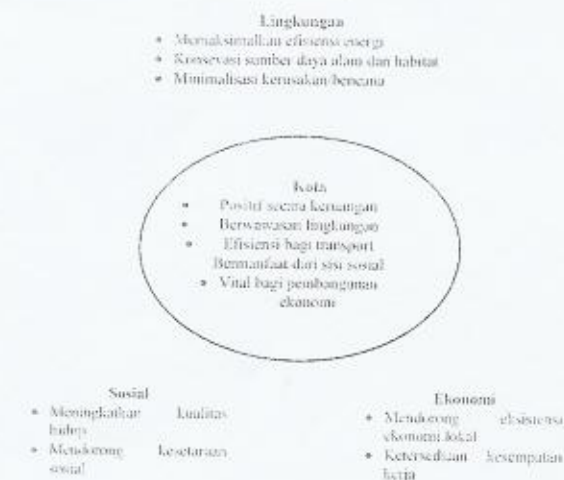 Lingkungan
• Memaksimalkan efisiensi energi
• Konsevasi sumber daya alam dan habitat
• Minimalisasi kerusakan/bencana
Kota
• Positif secara keruangan
• Berwawasan lingkungan
• Efisiensi bagi transport
Bermanfaat dari sisi sosial
• Vital bagi pembangunan
ekonomi
Sosial
• Meningkatkan kualitas
hidup
• Mendorong kesetaraan
sosial
Ekonomi
• Mendorong eksistensi
ekonomi lokal
• Ketersediaan kesempatan
kerja